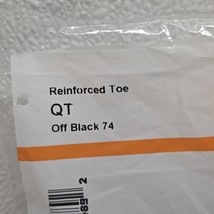 Reinforced Toe
QT
Off Black 74